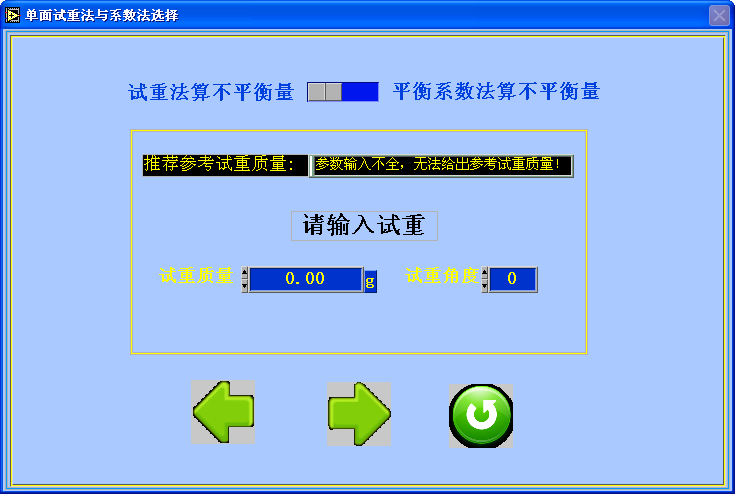 单面试重法与系数法选择
试重法算不平衡量 平衡系数法算不平衡量
推荐参考试重质量: 参数输入不全，无法给出参考试重质量!
请输入试重
试重质量 0.00 g 试重角度 0